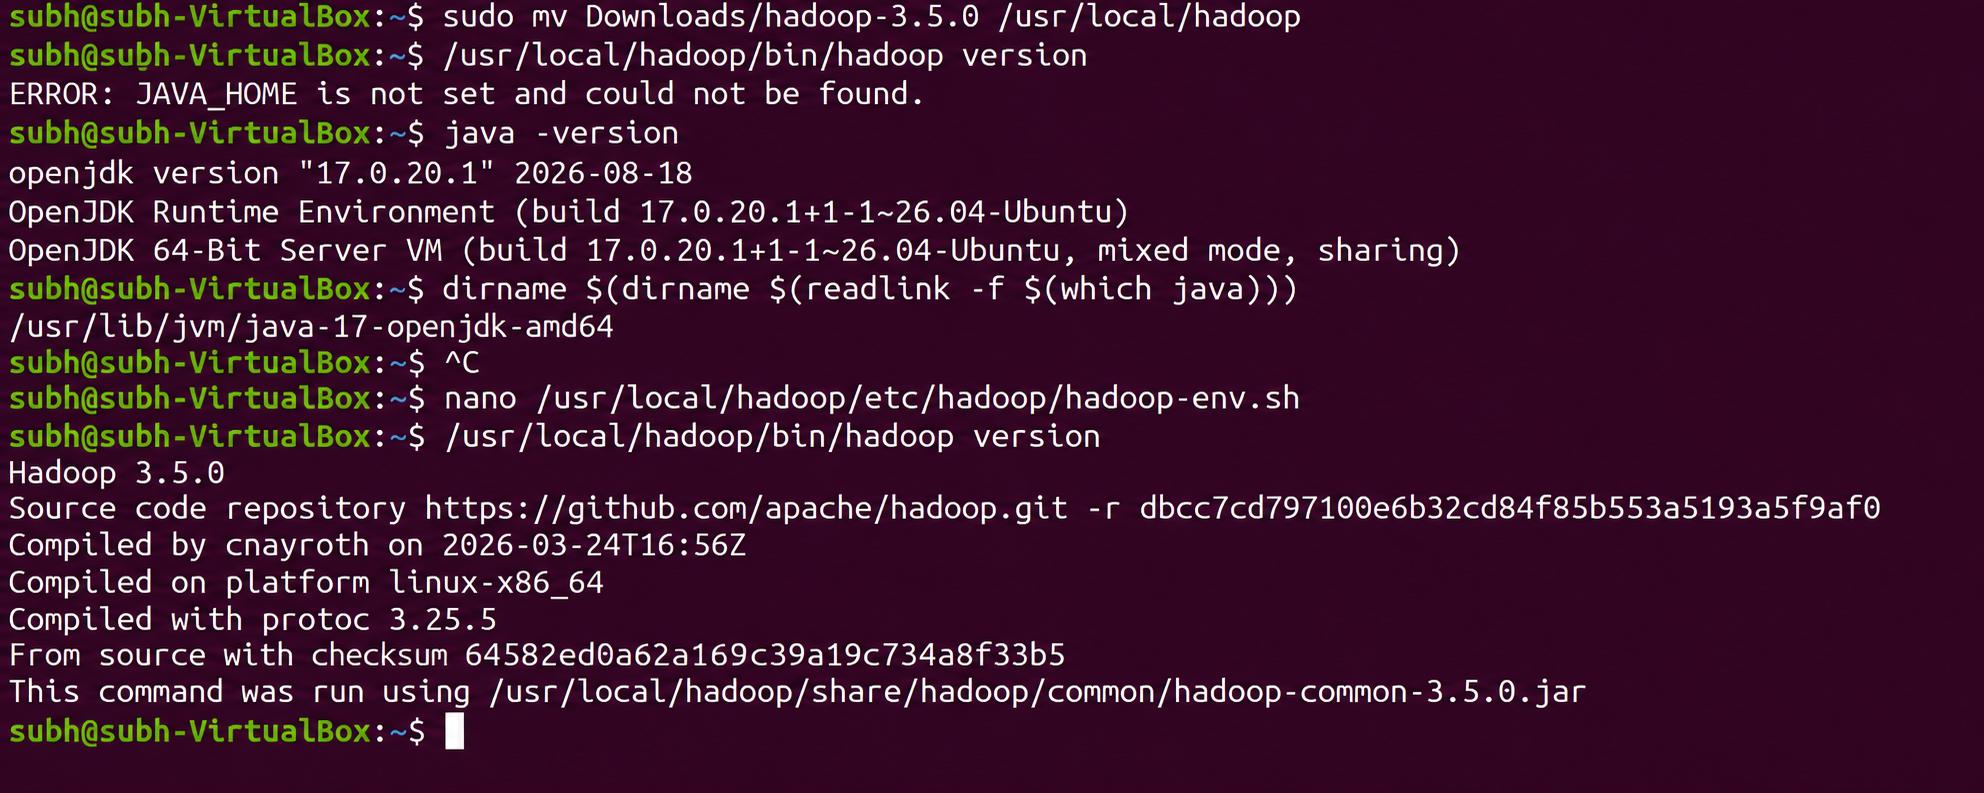 subh@subh-VirtualBox:~$ sudo mv Downloads/hadoop-3.5.0 /usr/local/hadoop
subh@subh-VirtualBox:~$ /usr/local/hadoop/bin/hadoop version
ERROR: JAVA_HOME is not set and could not be found.
subh@subh-VirtualBox:~$ java -version
openjdk version "17.0.20.1" 2026-08-18
OpenJDK Runtime Environment (build 17.0.20.1+1-1~26.04-Ubuntu)
OpenJDK 64-Bit Server VM (build 17.0.20.1+1-1~26.04-Ubuntu, mixed mode, sharing)
subh@subh-VirtualBox:~$ dirname $(dirname $(readlink -f $(which java)))
/usr/lib/jvm/java-17-openjdk-amd64
subh@subh-VirtualBox:~$ ^C
subh@subh-VirtualBox:~$ nano /usr/local/hadoop/etc/hadoop/hadoop-env.sh
subh@subh-VirtualBox:~$ /usr/local/hadoop/bin/hadoop version
Hadoop 3.5.0
Source code repository https://github.com/apache/hadoop.git -r dbcc7cd797100e6b32cd84f85b553a5193a5f9af0
Compiled by cnayroth on 2026-03-24T16:56Z
Compiled on platform linux-x86_64
Compiled with protoc 3.25.5
From source with checksum 64582ed0a62a169c39a19c734a8f33b5
This command was run using /usr/local/hadoop/share/hadoop/common/hadoop-common-3.5.0.jar
subh@subh-VirtualBox:~$